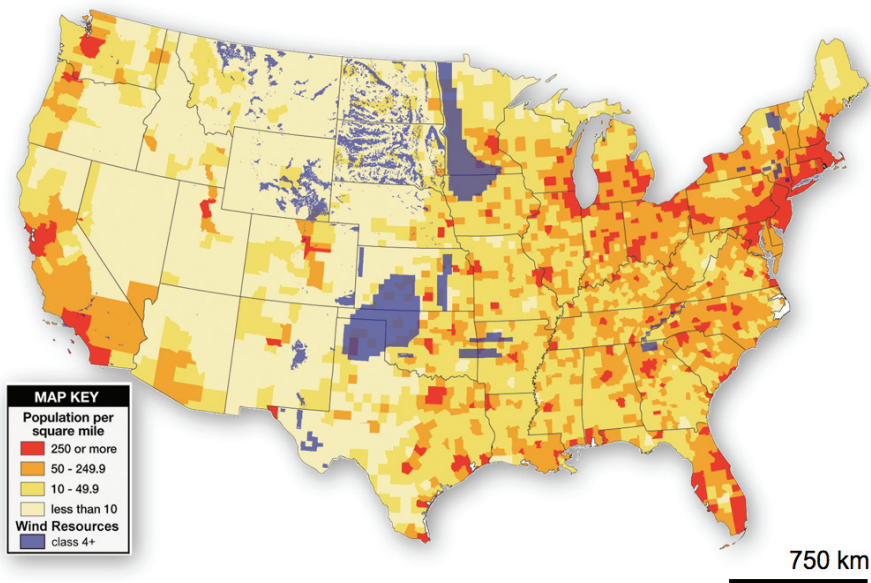 MAP KEY
Population per
square mile
250 or more
50 - 249.9
10 - 49.9
less than 10
Wind Resources
class 4+
750 km